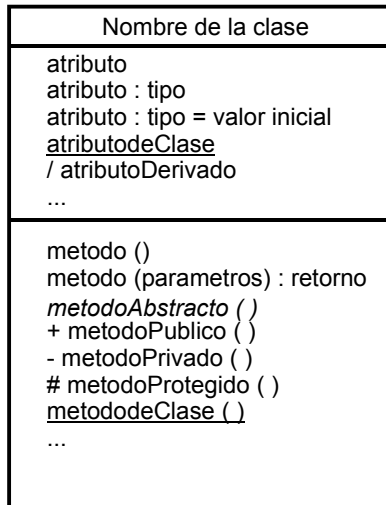 Nombre de la clase
atributo
atributo : tipo
atributo : tipo = valor inicial
atributodeClase
/ atributoDerivado
...
metodo ()
metodo (parametros) : retorno
metodoAbstracto ( )
+ metodoPublico ( )
- metodoPrivado ( )
# metodoProtegido ( )
metododeClase ( )
...